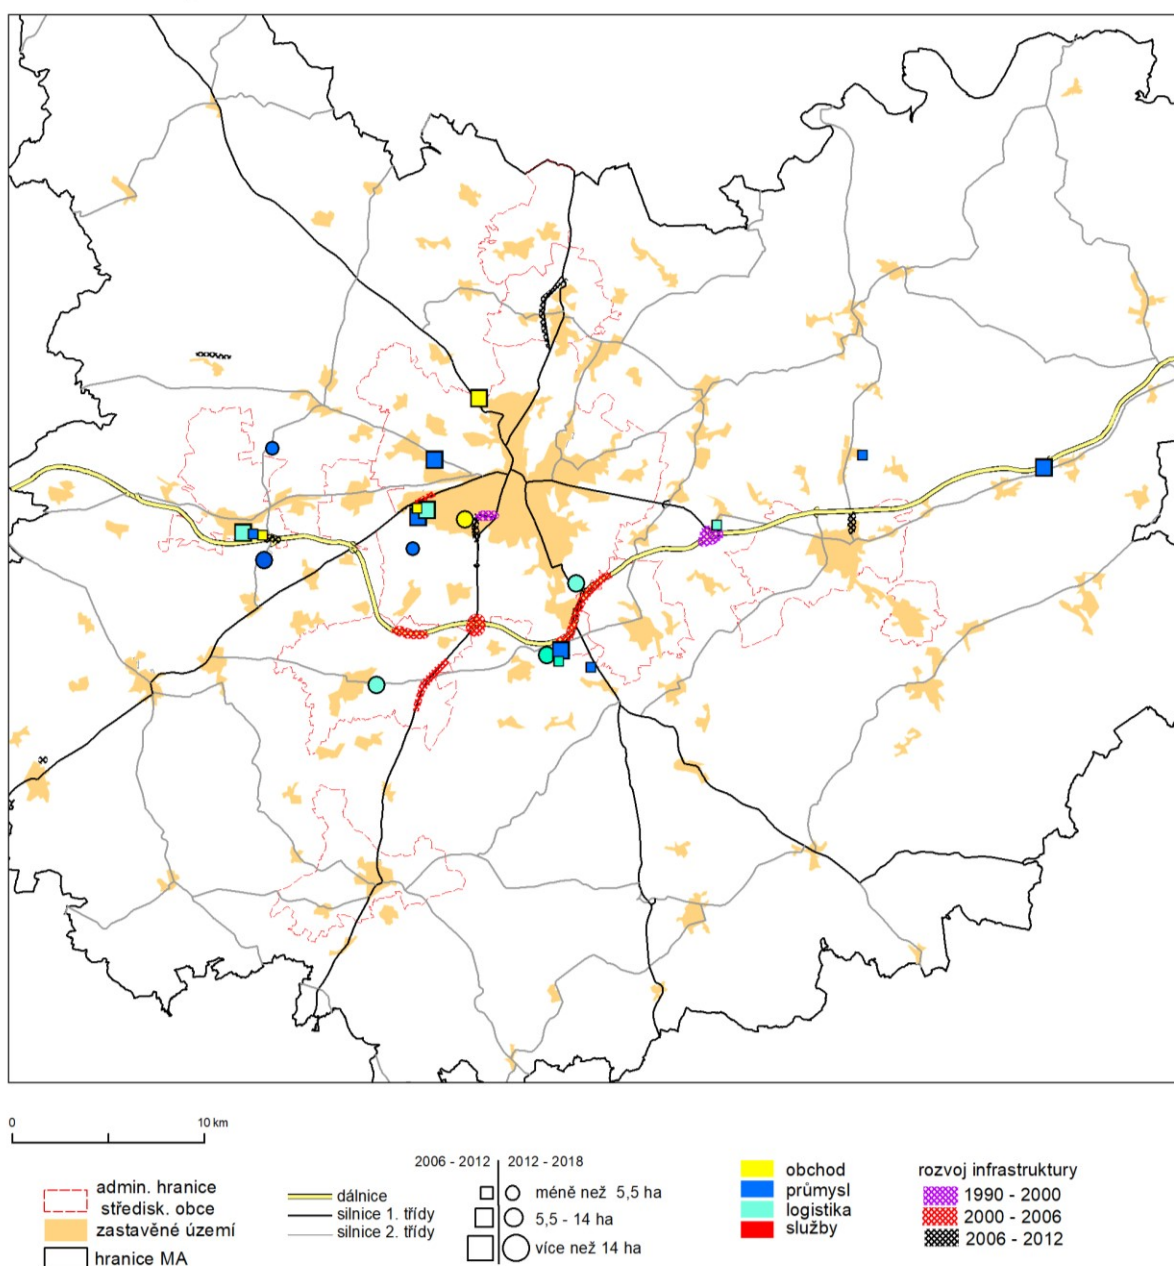 0 10 km
admin. hranice
středisk. obce
zastavěné území
hranice MA
dálnice
silnice 1. třídy
silnice 2. třídy
2006 - 2012 2012 - 2018
méně než 5,5 ha
5,5 - 14 ha
více než 14 ha
obchod
průmysl
logistika
služby
rozvoj infrastruktury
1990 - 2000
2000 - 2006
2006 - 2012